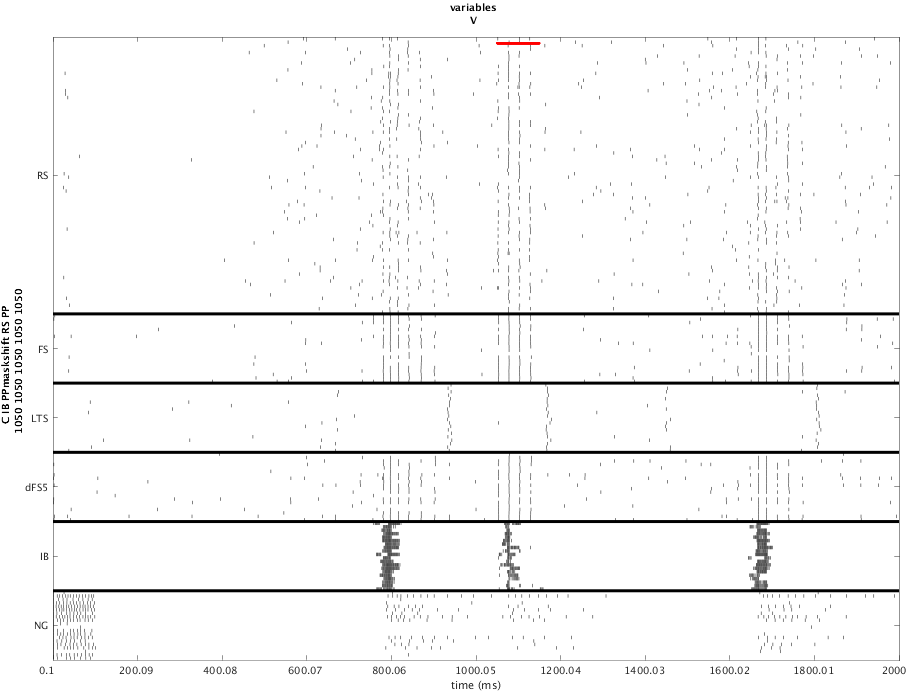 variables
V
C IB PPmaskshift RS PP
1050 1050 1050 1050 1050
RS
FS
LTS
dFS5
IB
NG
0.1 200.09 400.08 600.07 800.06 1000.05 1200.04 1400.03 1600.02 1800.01 2000
time (ms)